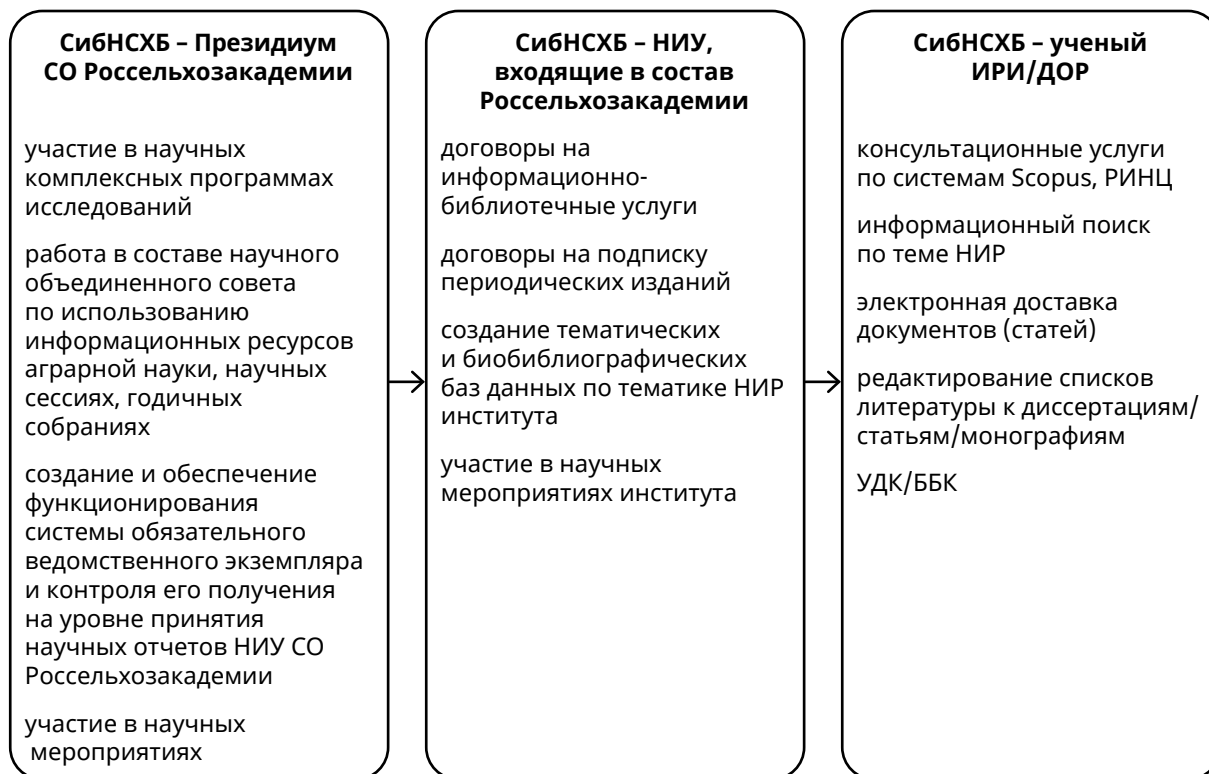 СибНСХБ – Президиум
СО Россельхозакадемии
участие в научных
комплексных программах
исследований
работа в составе научного
объединенного совета
по использованию
информационных ресурсов
аграрной науки, научных
сессиях, годичных
собраниях
создание и обеспечение
функционирования
системы обязательного
ведомственного экземпляра
и контроля его получения
на уровне принятия
научных отчетов НИУ СО
Россельхозакадемии
участие в научных
мероприятиях
СибНСХБ – НИУ,
входящие в состав
Россельхозакадемии
договоры на
информационно-
библиотечные услуги
договоры на подписку
периодических изданий
создание тематических
и биобиблиографических
баз данных по тематике НИР
института
участие в научных
мероприятиях института
СибНСХБ – ученый
ИРИ/ДОР
консультационные услуги
по системам Scopus, РИНЦ
информационный поиск
по теме НИР
электронная доставка
документов (статей)
редактирование списков
литературы к диссертациям/
статьям/монографиям
УДК/ББК